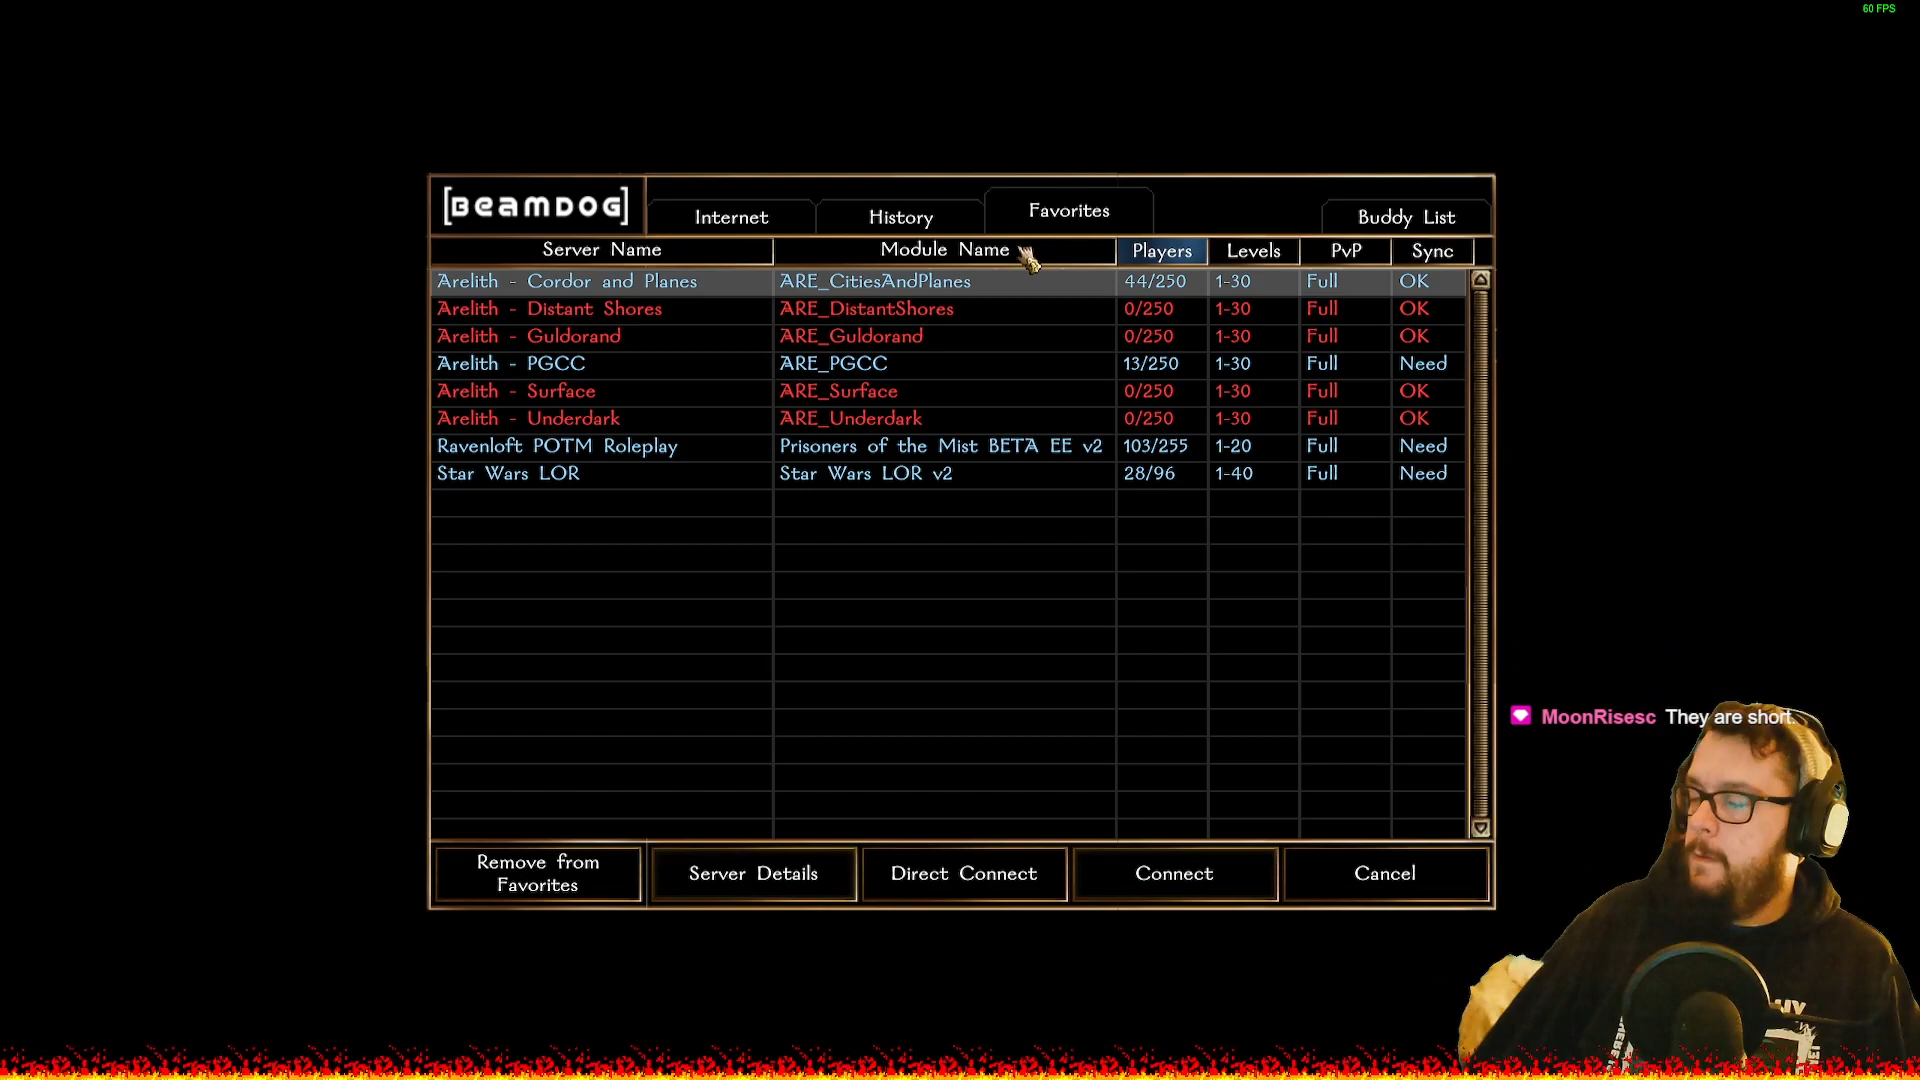 60 FPS
[BEAMDOG]
Internet
History
Favorites
Buddy List
Server Name Module Name Players Levels PvP Sync
Arelith - Cordor and Planes ARE_CitiesAndPlanes 44/250 1-30 Full OK
Arelith - Distant Shores ARE_DistantShores 0/250 1-30 Full OK
Arelith - Guldorand ARE_Guldorand 0/250 1-30 Full OK
Arelith - PGCC ARE_PGCC 13/250 1-30 Full Need
Arelith - Surface ARE_Surface 0/250 1-30 Full OK
Arelith - Underdark ARE_Underdark 0/250 1-30 Full OK
Ravenloft POTM Roleplay Prisoners of the Mist BETA EE v2 103/255 1-20 Full Need
Star Wars LOR Star Wars LOR v2 28/96 1-40 Full Need
MoonRisesc They are short.
Remove from
Favorites
Server Details
Direct Connect
Connect
Cancel